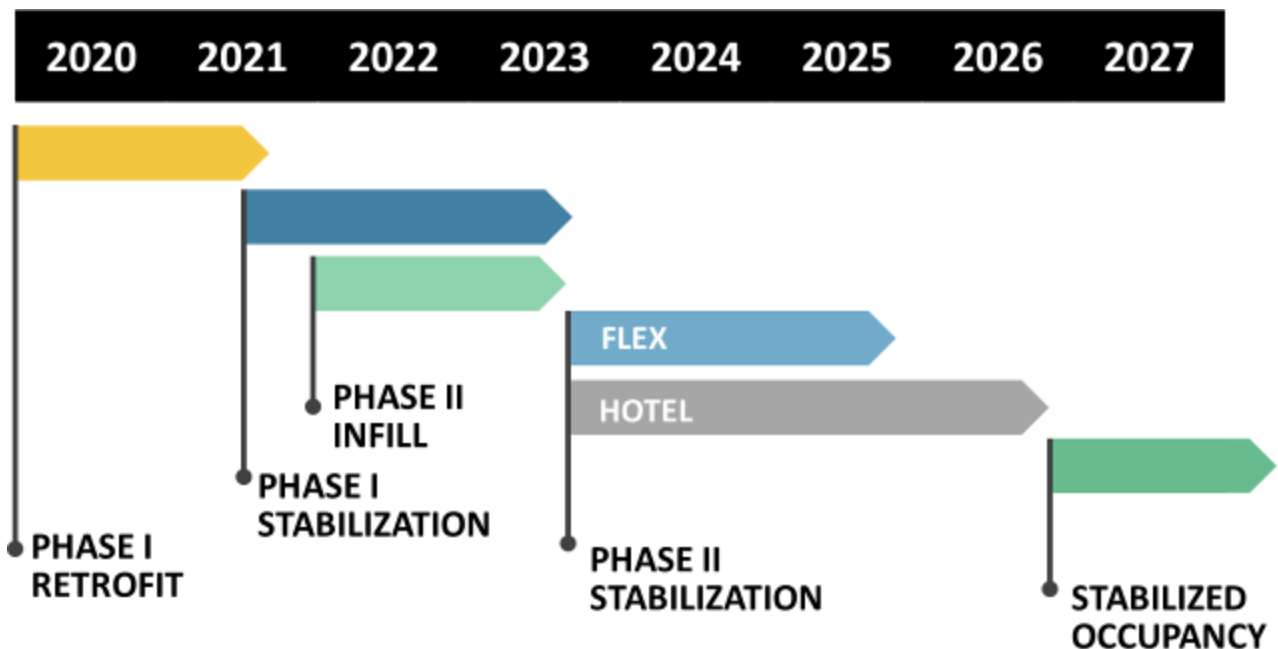 2020 2021 2022 2023 2024 2025 2026 2027
FLEX
HOTEL
PHASE II
INFILL
PHASE I
STABILIZATION
PHASE I
RETROFIT
PHASE II
STABILIZATION
STABILIZED
OCCUPANCY